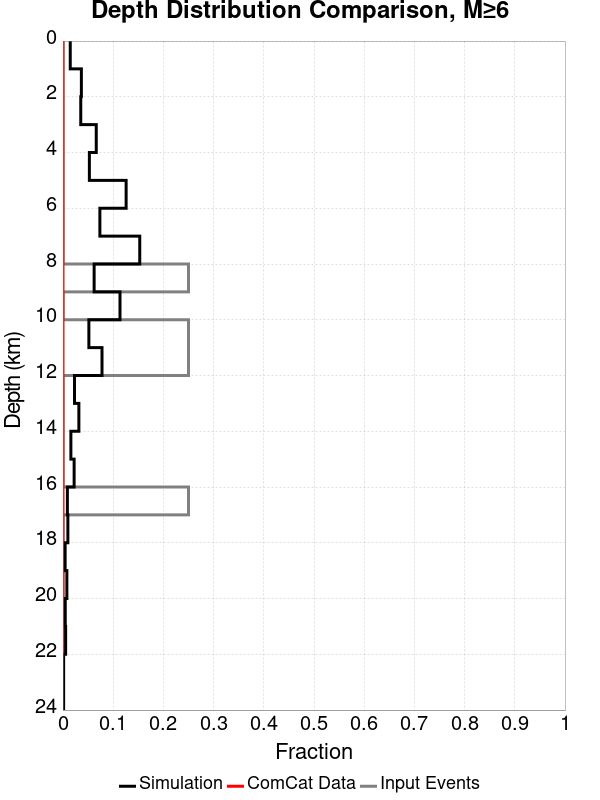 Depth Distribution Comparison, M≥6
0
2
4
6
8
10
12
14
16
18
20
22
24
Depth (km)
0 0.1 0.2 0.3 0.4 0.5 0.6 0.7 0.8 0.9 1
Fraction
Simulation ComCat Data Input Events